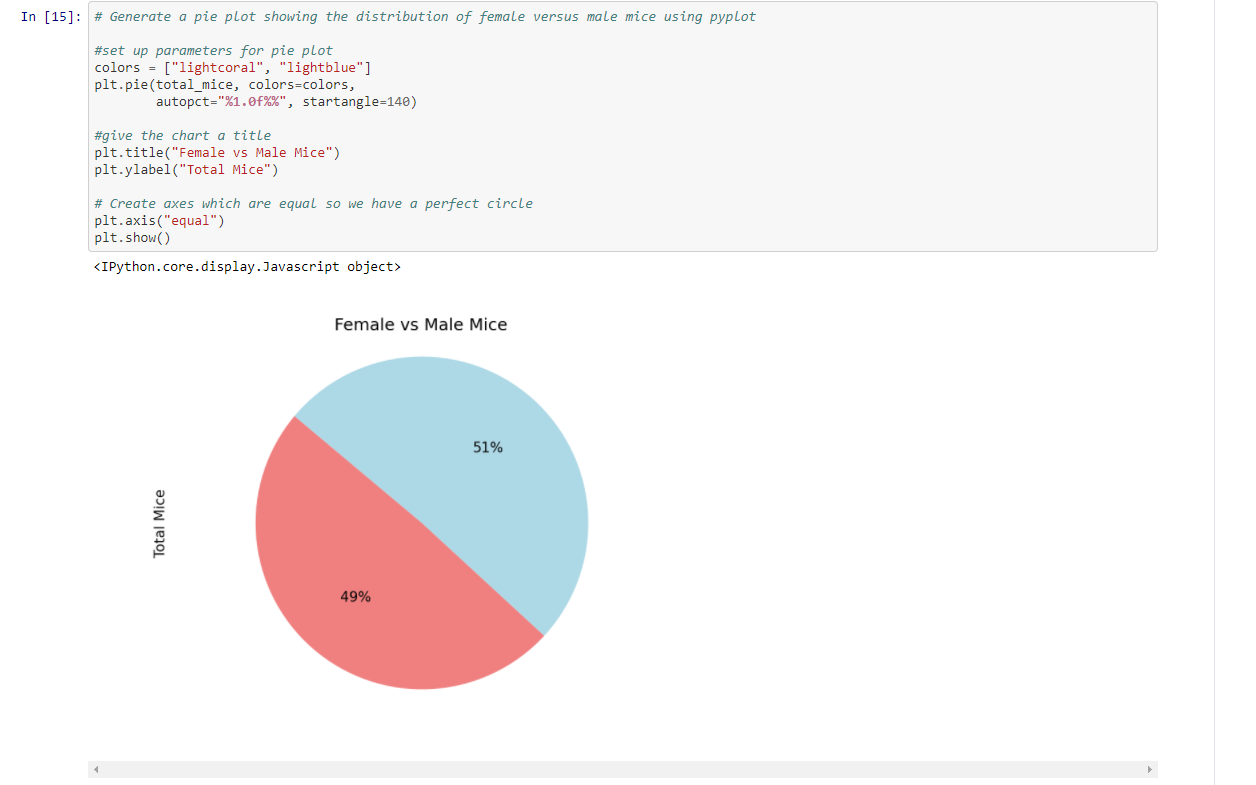 In [15]: # Generate a pie plot showing the distribution of female versus male mice using pyplot
#set up parameters for pie plot
colors = ["lightcoral", "lightblue"]
plt.pie(total_mice, colors=colors,
        autopct="%1.0f%%", startangle=140)
#give the chart a title
plt.title("Female vs Male Mice")
plt.ylabel("Total Mice")
# Create axes which are equal so we have a perfect circle
plt.axis("equal")
plt.show()
<IPython.core.display.Javascript object>
Female vs Male Mice
51%
Total Mice
49%